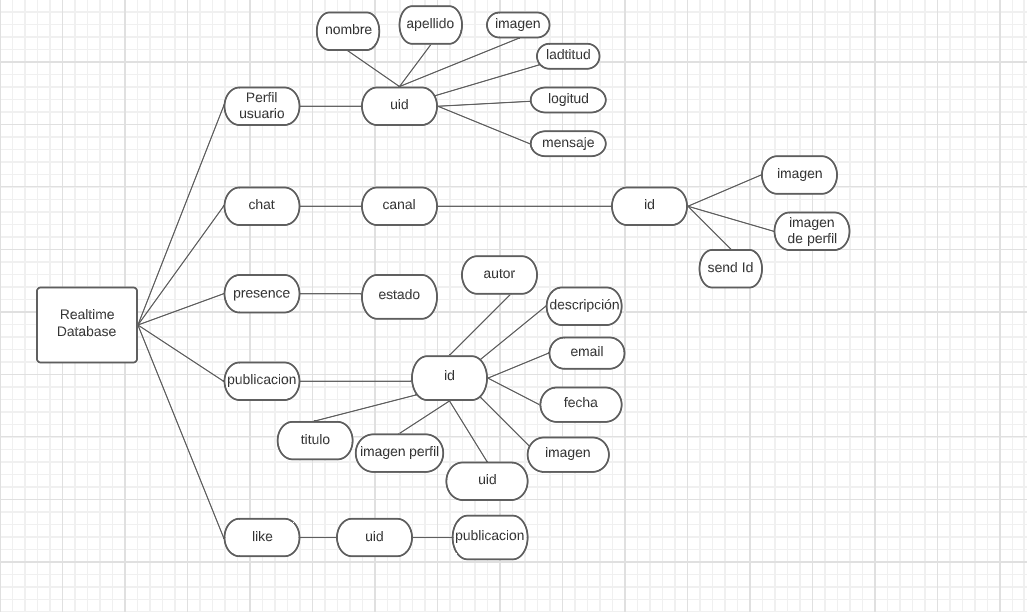 nombre
apellido
imagen
ladtitud
Perfil
usuario
uid
logitud
mensaje
imagen
chat
canal
id
imagen
de perfil
send Id
autor
presence
estado
descripción
Realtime
Database
email
publicacion
id
fecha
titulo
imagen perfil
imagen
uid
like
uid
publicacion